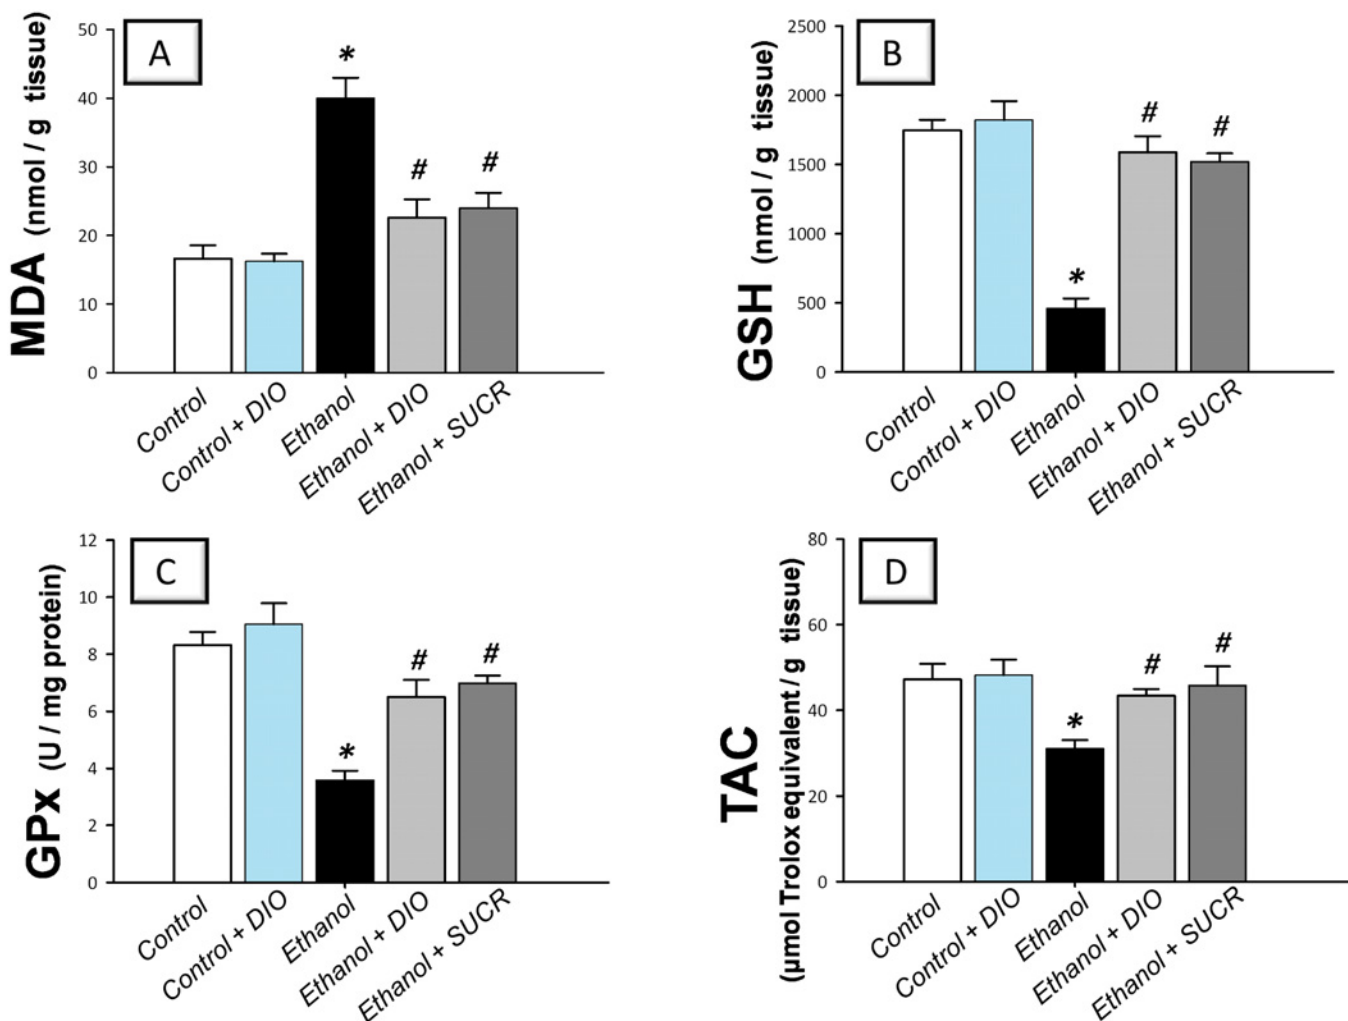 A
MDA (nmol / g tissue)
50
40
30
20
10
0
*
#
#
Control
Control + DIO
Ethanol
Ethanol + DIO
Ethanol + SUCR
B
GSH (nmol / g tissue)
2500
2000
1500
1000
500
0
*
#
#
Control
Control + DIO
Ethanol
Ethanol + DIO
Ethanol + SUCR
C
GPx (U / mg protein)
12
10
8
6
4
2
0
*
#
#
Control
Control + DIO
Ethanol
Ethanol + DIO
Ethanol + SUCR
D
TAC
(μmol Trolox equivalent / g tissue)
80
60
40
20
0
*
#
#
Control
Control + DIO
Ethanol
Ethanol + DIO
Ethanol + SUCR